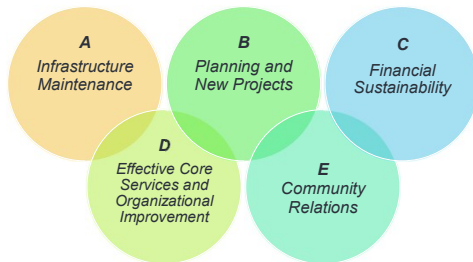 A
Infrastructure
Maintenance
B
Planning and
New Projects
C
Financial
Sustainability
D
Effective Core
Services and
Organizational
Improvement
E
Community
Relations